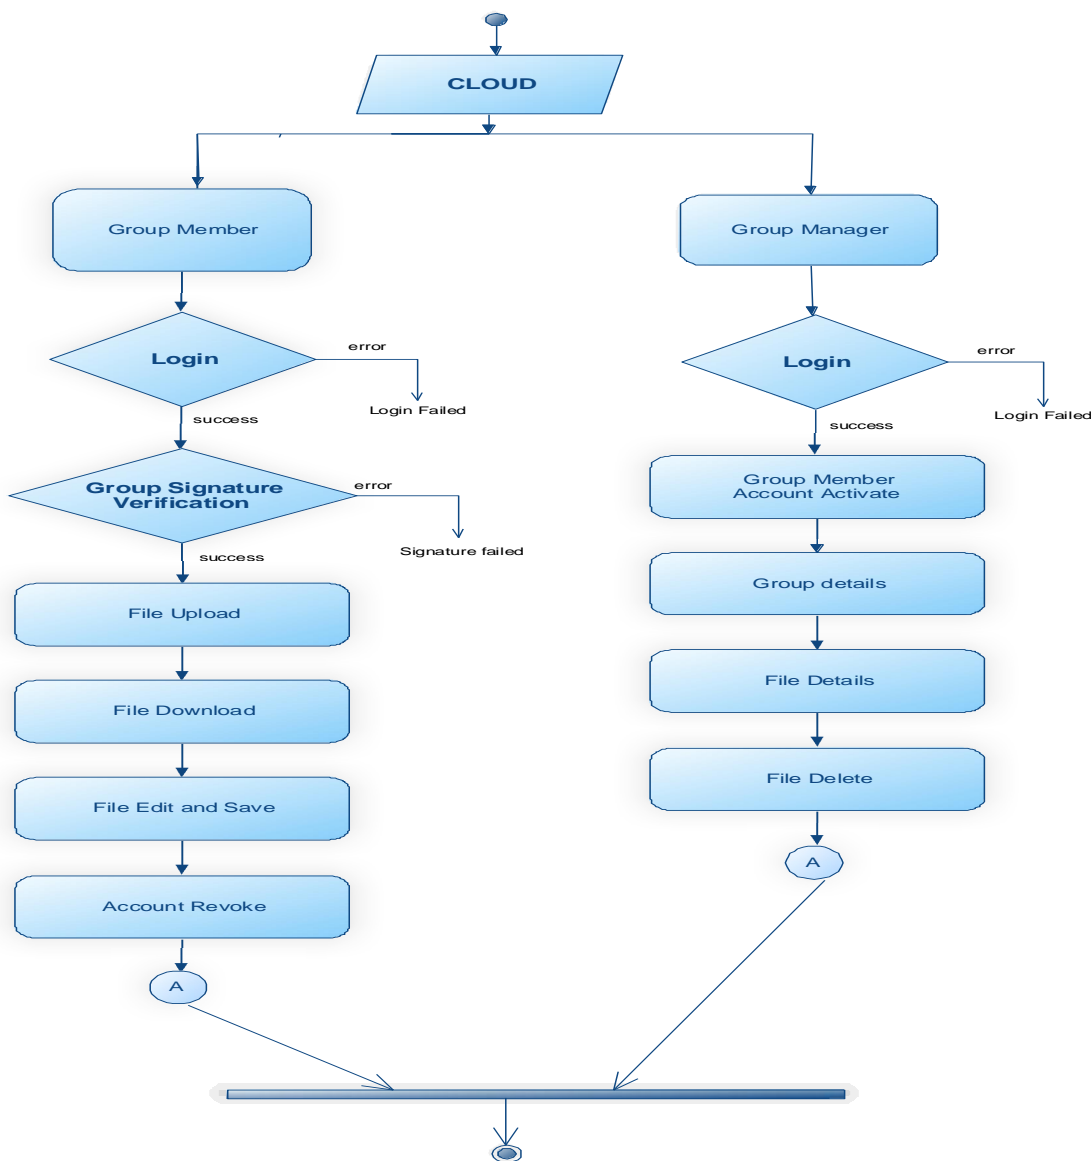 CLOUD
Group Member
Group Manager
Login
error
Login Failed
success
Login
error
Login Failed
success
Group Signature
Verification
error
Signature failed
success
Group Member
Account Activate
File Upload
Group details
File Download
File Details
File Edit and Save
File Delete
Account Revoke
A
A